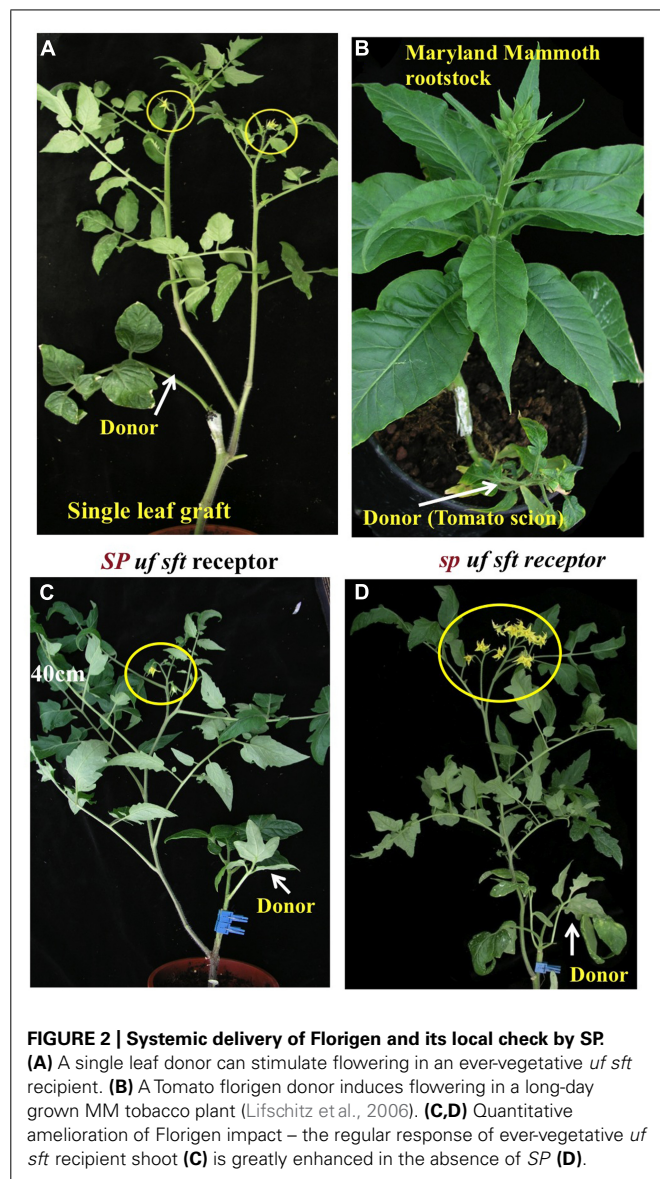 A
Donor
Single leaf graft
B
Maryland Mammoth
rootstock
Donor (Tomato scion)
SP uf sft receptor
sp uf sft receptor
C
40cm
Donor
D
Donor
FIGURE 2 | Systemic delivery of Florigen and its local check by SP.
(A) A single leaf donor can stimulate flowering in an ever-vegetative uf sft
recipient. (B) A Tomato florigen donor induces flowering in a long-day
grown MM tobacco plant (Lifschitz et al., 2006). (C,D) Quantitative
amelioration of Florigen impact – the regular response of ever-vegetative uf
sft recipient shoot (C) is greatly enhanced in the absence of SP (D).